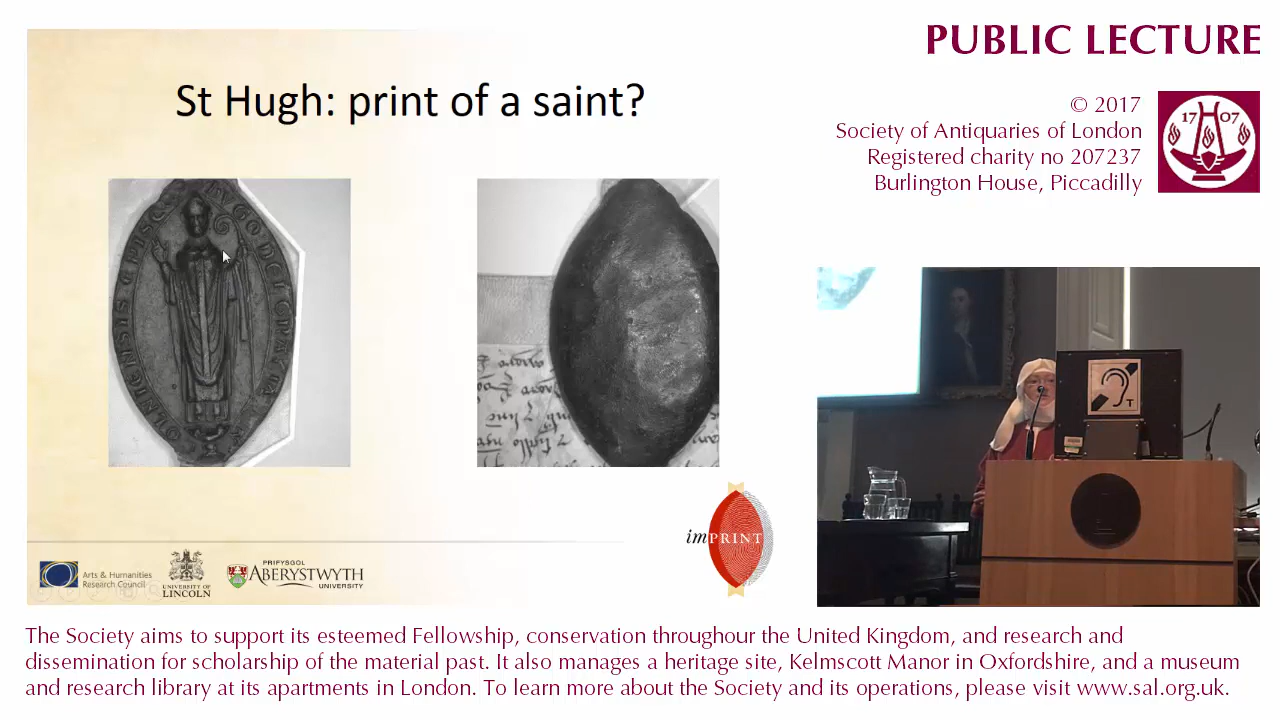 PUBLIC LECTURE
St Hugh: print of a saint?
© 2017
Society of Antiquaries of London
Registered charity no 207237
Burlington House, Piccadilly
17 07
imPRINT
Arts & Humanities
Research Council
UNIVERSITY OF
LINCOLN
PRIFYSGOL
ABERYSTWYTH
UNIVERSITY
T
The Society aims to support its esteemed Fellowship, conservation throughour the United Kingdom, and research and
dissemination for scholarship of the material past. It also manages a heritage site, Kelmscott Manor in Oxfordshire, and a museum
and research library at its apartments in London. To learn more about the Society and its operations, please visit www.sal.org.uk.